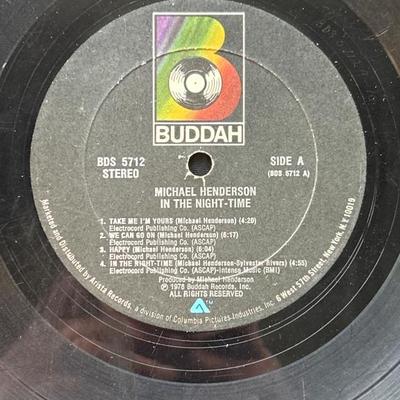 BUDDAH
BDS 5712
STEREO
SIDE A
(BDS 5712 A)
MICHAEL HENDERSON
IN THE NIGHT-TIME
1. TAKE ME I'M YOURS (Michael Henderson) (4:20)
Electrocord Publishing Co. (ASCAP)
2. WE CAN GO ON (Michael Henderson) (6:17)
Electrocord Publishing Co. (ASCAP)
3. HAPPY (Michael Henderson) (6:04)
Electrocord Publishing Co. (ASCAP)
4. IN THE NIGHT-TIME (Michael Henderson-Sylvester Rivers) (4:55)
Electrocord Publishing Co. (ASCAP)-Intense Music (BMI)
Produced by Michael Henderson
℗1978 Buddah Records, Inc.
ALL RIGHTS RESERVED
Marketed and Distributed by Arista Records, a division of Columbia Pictures Industries, Inc. 6 West 57th Street, New York, N.Y. 10019